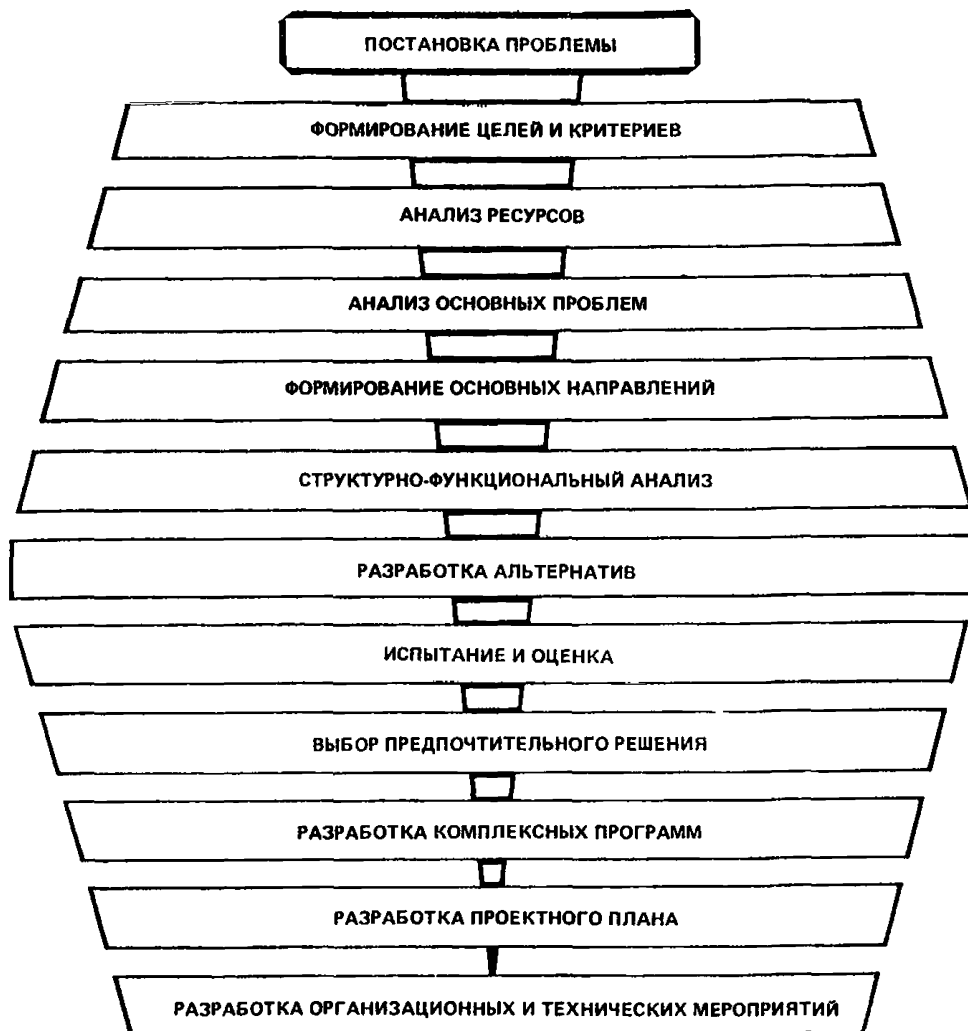 ПОСТАНОВКА ПРОБЛЕМЫ
ФОРМИРОВАНИЕ ЦЕЛЕЙ И КРИТЕРИЕВ
АНАЛИЗ РЕСУРСОВ
АНАЛИЗ ОСНОВНЫХ ПРОБЛЕМ
ФОРМИРОВАНИЕ ОСНОВНЫХ НАПРАВЛЕНИЙ
СТРУКТУРНО-ФУНКЦИОНАЛЬНЫЙ АНАЛИЗ
РАЗРАБОТКА АЛЬТЕРНАТИВ
ИСПЫТАНИЕ И ОЦЕНКА
ВЫБОР ПРЕДПОЧТИТЕЛЬНОГО РЕШЕНИЯ
РАЗРАБОТКА КОМПЛЕКСНЫХ ПРОГРАММ
РАЗРАБОТКА ПРОЕКТНОГО ПЛАНА
РАЗРАБОТКА ОРГАНИЗАЦИОННЫХ И ТЕХНИЧЕСКИХ МЕРОПРИЯТИЙ